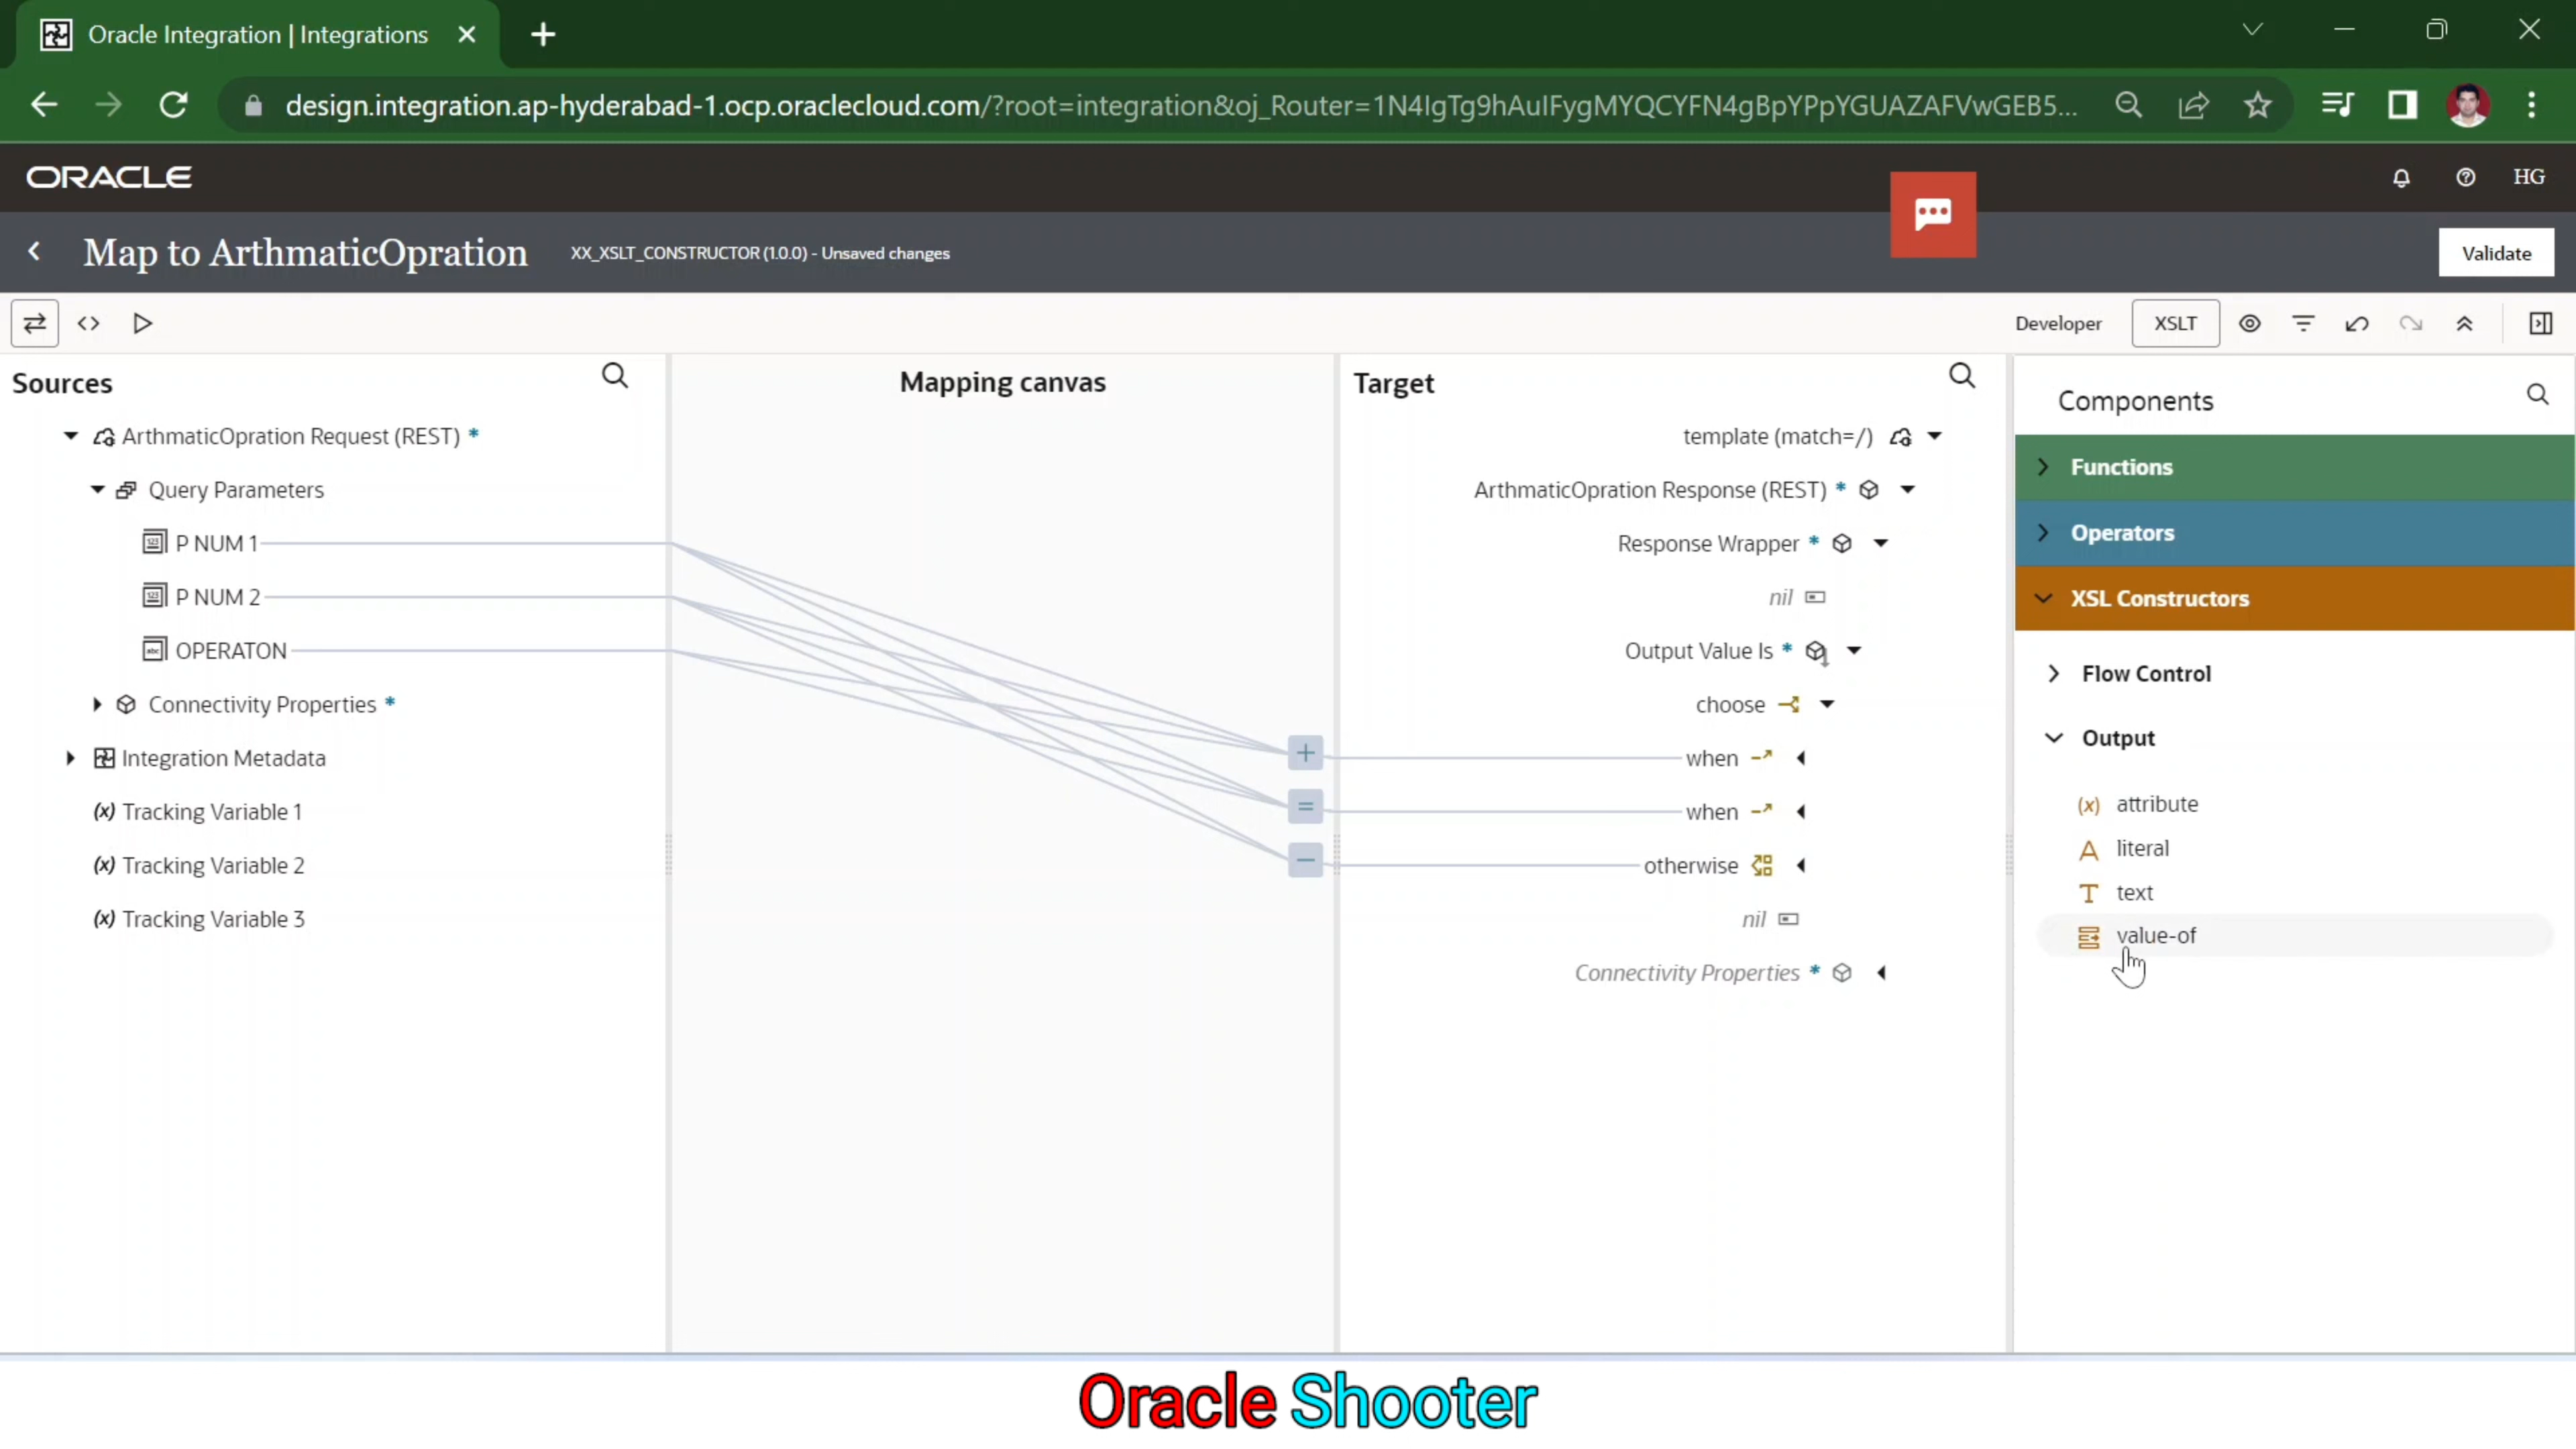 Oracle Integration | Integrations
design.integration.ap-hyderabad-1.ocp.oraclecloud.com/?root=integration&oj_Router=1N4IgTg9hAuIFygMYQCYFN4gBpYPpYGUAZAFVwGEB5...
ORACLE
HG
Map to ArthmaticOpration
XX_XSLT_CONSTRUCTOR (1.0.0) - Unsaved changes
Validate
Developer
XSLT
Sources
Mapping canvas
Target
Components
ArthmaticOpration Request (REST) *
template (match=/)
Functions
Query Parameters
ArthmaticOpration Response (REST) *
Operators
P NUM 1
Response Wrapper *
P NUM 2
nil
XSL Constructors
OPERATON
Output Value Is *
Flow Control
Connectivity Properties *
choose
Output
Integration Metadata
when
(x) Tracking Variable 1
when
(x) attribute
A literal
(x) Tracking Variable 2
otherwise
T text
(x) Tracking Variable 3
nil
value-of
Connectivity Properties *
Oracle Shooter